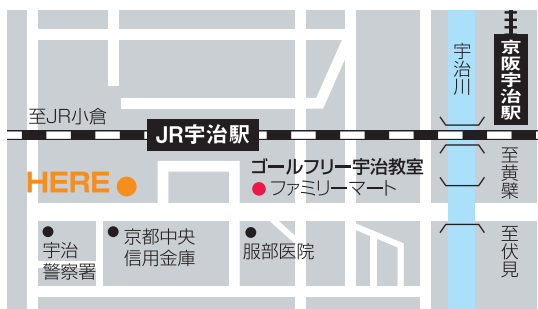 宇治川
京阪宇治駅
至JR小倉
JR宇治駅
ゴールフリー宇治教室
ファミリーマート
至黄檗
HERE
宇治
警察署
京都中央
信用金庫
服部医院
至伏見